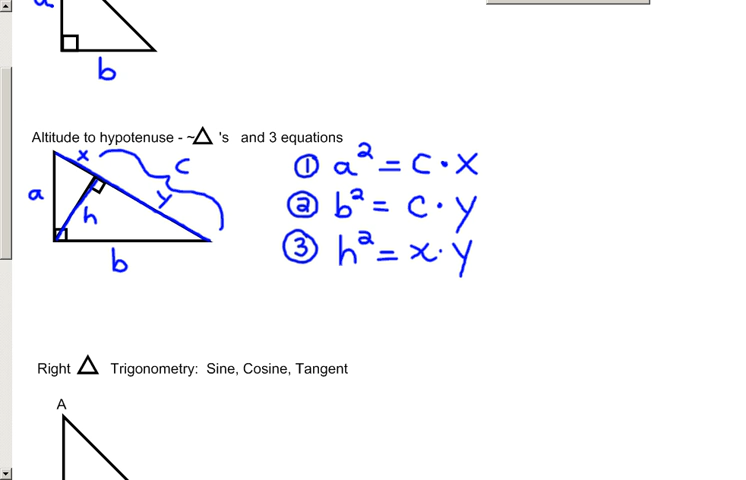 a
b
Altitude to hypotenuse - ~△ 's and 3 equations
x
c
y
a
h
b
① a² = c · x
② b² = c · y
③ h² = x · y
Right △ Trigonometry: Sine, Cosine, Tangent
A